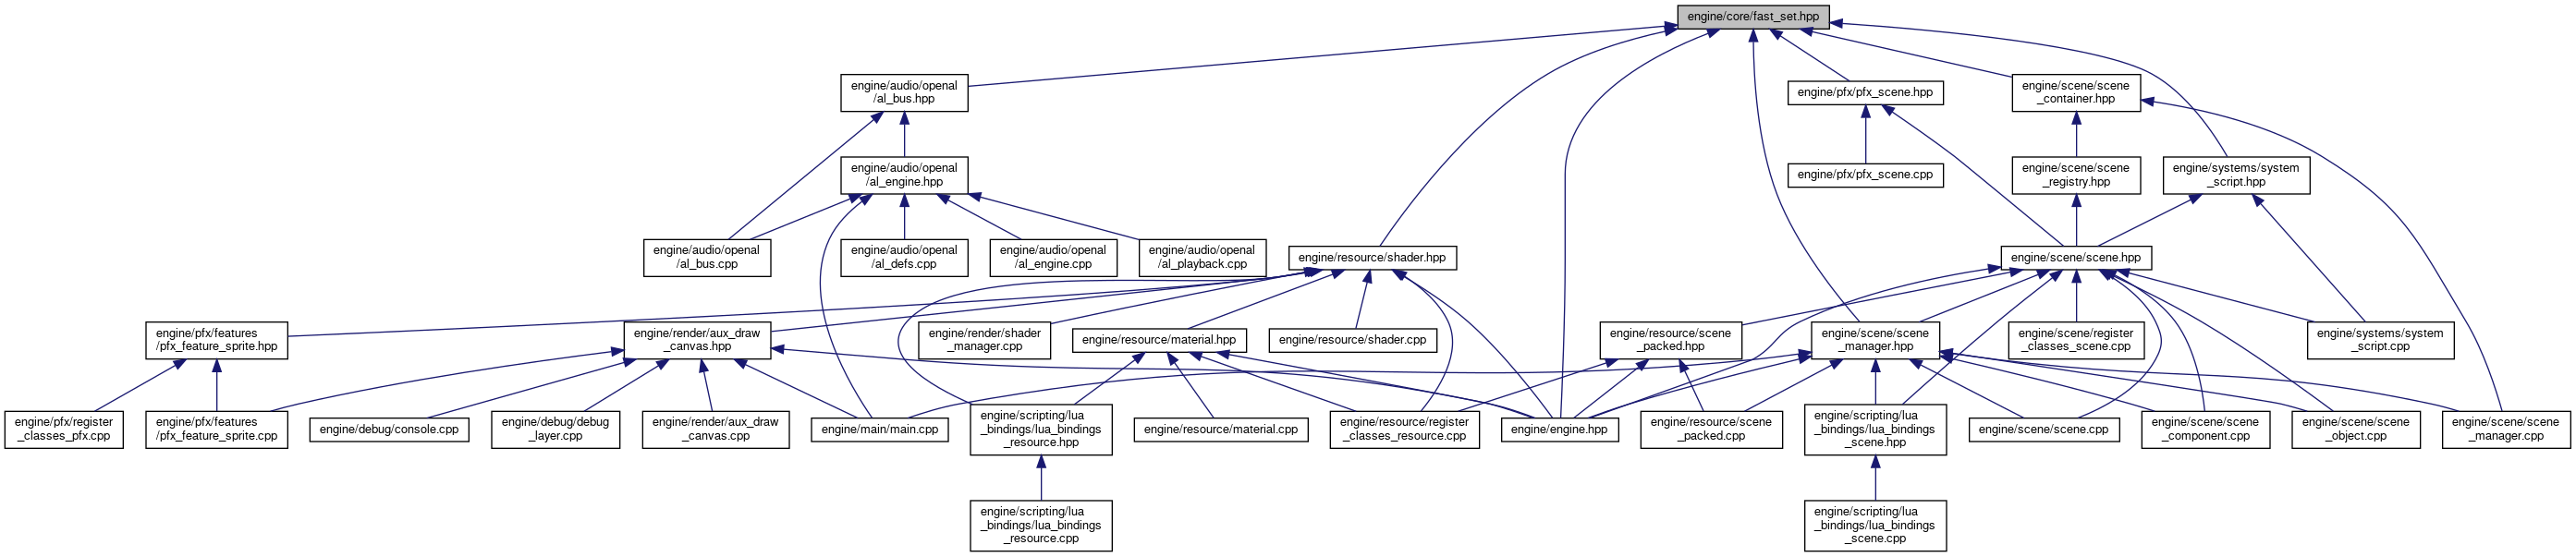 engine/core/fast_set.hpp
engine/audio/openal
/al_bus.hpp
engine/pfx/pfx_scene.hpp
engine/scene/scene
_container.hpp
engine/audio/openal
/al_engine.hpp
engine/pfx/pfx_scene.cpp
engine/scene/scene
_registry.hpp
engine/systems/system
_script.hpp
engine/audio/openal
/al_bus.cpp
engine/audio/openal
/al_defs.cpp
engine/audio/openal
/al_engine.cpp
engine/audio/openal
/al_playback.cpp
engine/resource/shader.hpp
engine/scene/scene.hpp
engine/pfx/features
/pfx_feature_sprite.hpp
engine/render/aux_draw
_canvas.hpp
engine/render/shader
_manager.cpp
engine/resource/material.hpp
engine/resource/shader.cpp
engine/resource/scene
_packed.hpp
engine/scene/scene
_manager.hpp
engine/scene/register
_classes_scene.cpp
engine/systems/system
_script.cpp
engine/pfx/register
_classes_pfx.cpp
engine/pfx/features
/pfx_feature_sprite.cpp
engine/debug/console.cpp
engine/debug/debug
_layer.cpp
engine/render/aux_draw
_canvas.cpp
engine/main/main.cpp
engine/scripting/lua
_bindings/lua_bindings
_resource.hpp
engine/resource/material.cpp
engine/resource/register
_classes_resource.cpp
engine/engine.hpp
engine/resource/scene
_packed.cpp
engine/scripting/lua
_bindings/lua_bindings
_scene.hpp
engine/scene/scene.cpp
engine/scene/scene
_component.cpp
engine/scene/scene
_object.cpp
engine/scene/scene
_manager.cpp
engine/scripting/lua
_bindings/lua_bindings
_resource.cpp
engine/scripting/lua
_bindings/lua_bindings
_scene.cpp